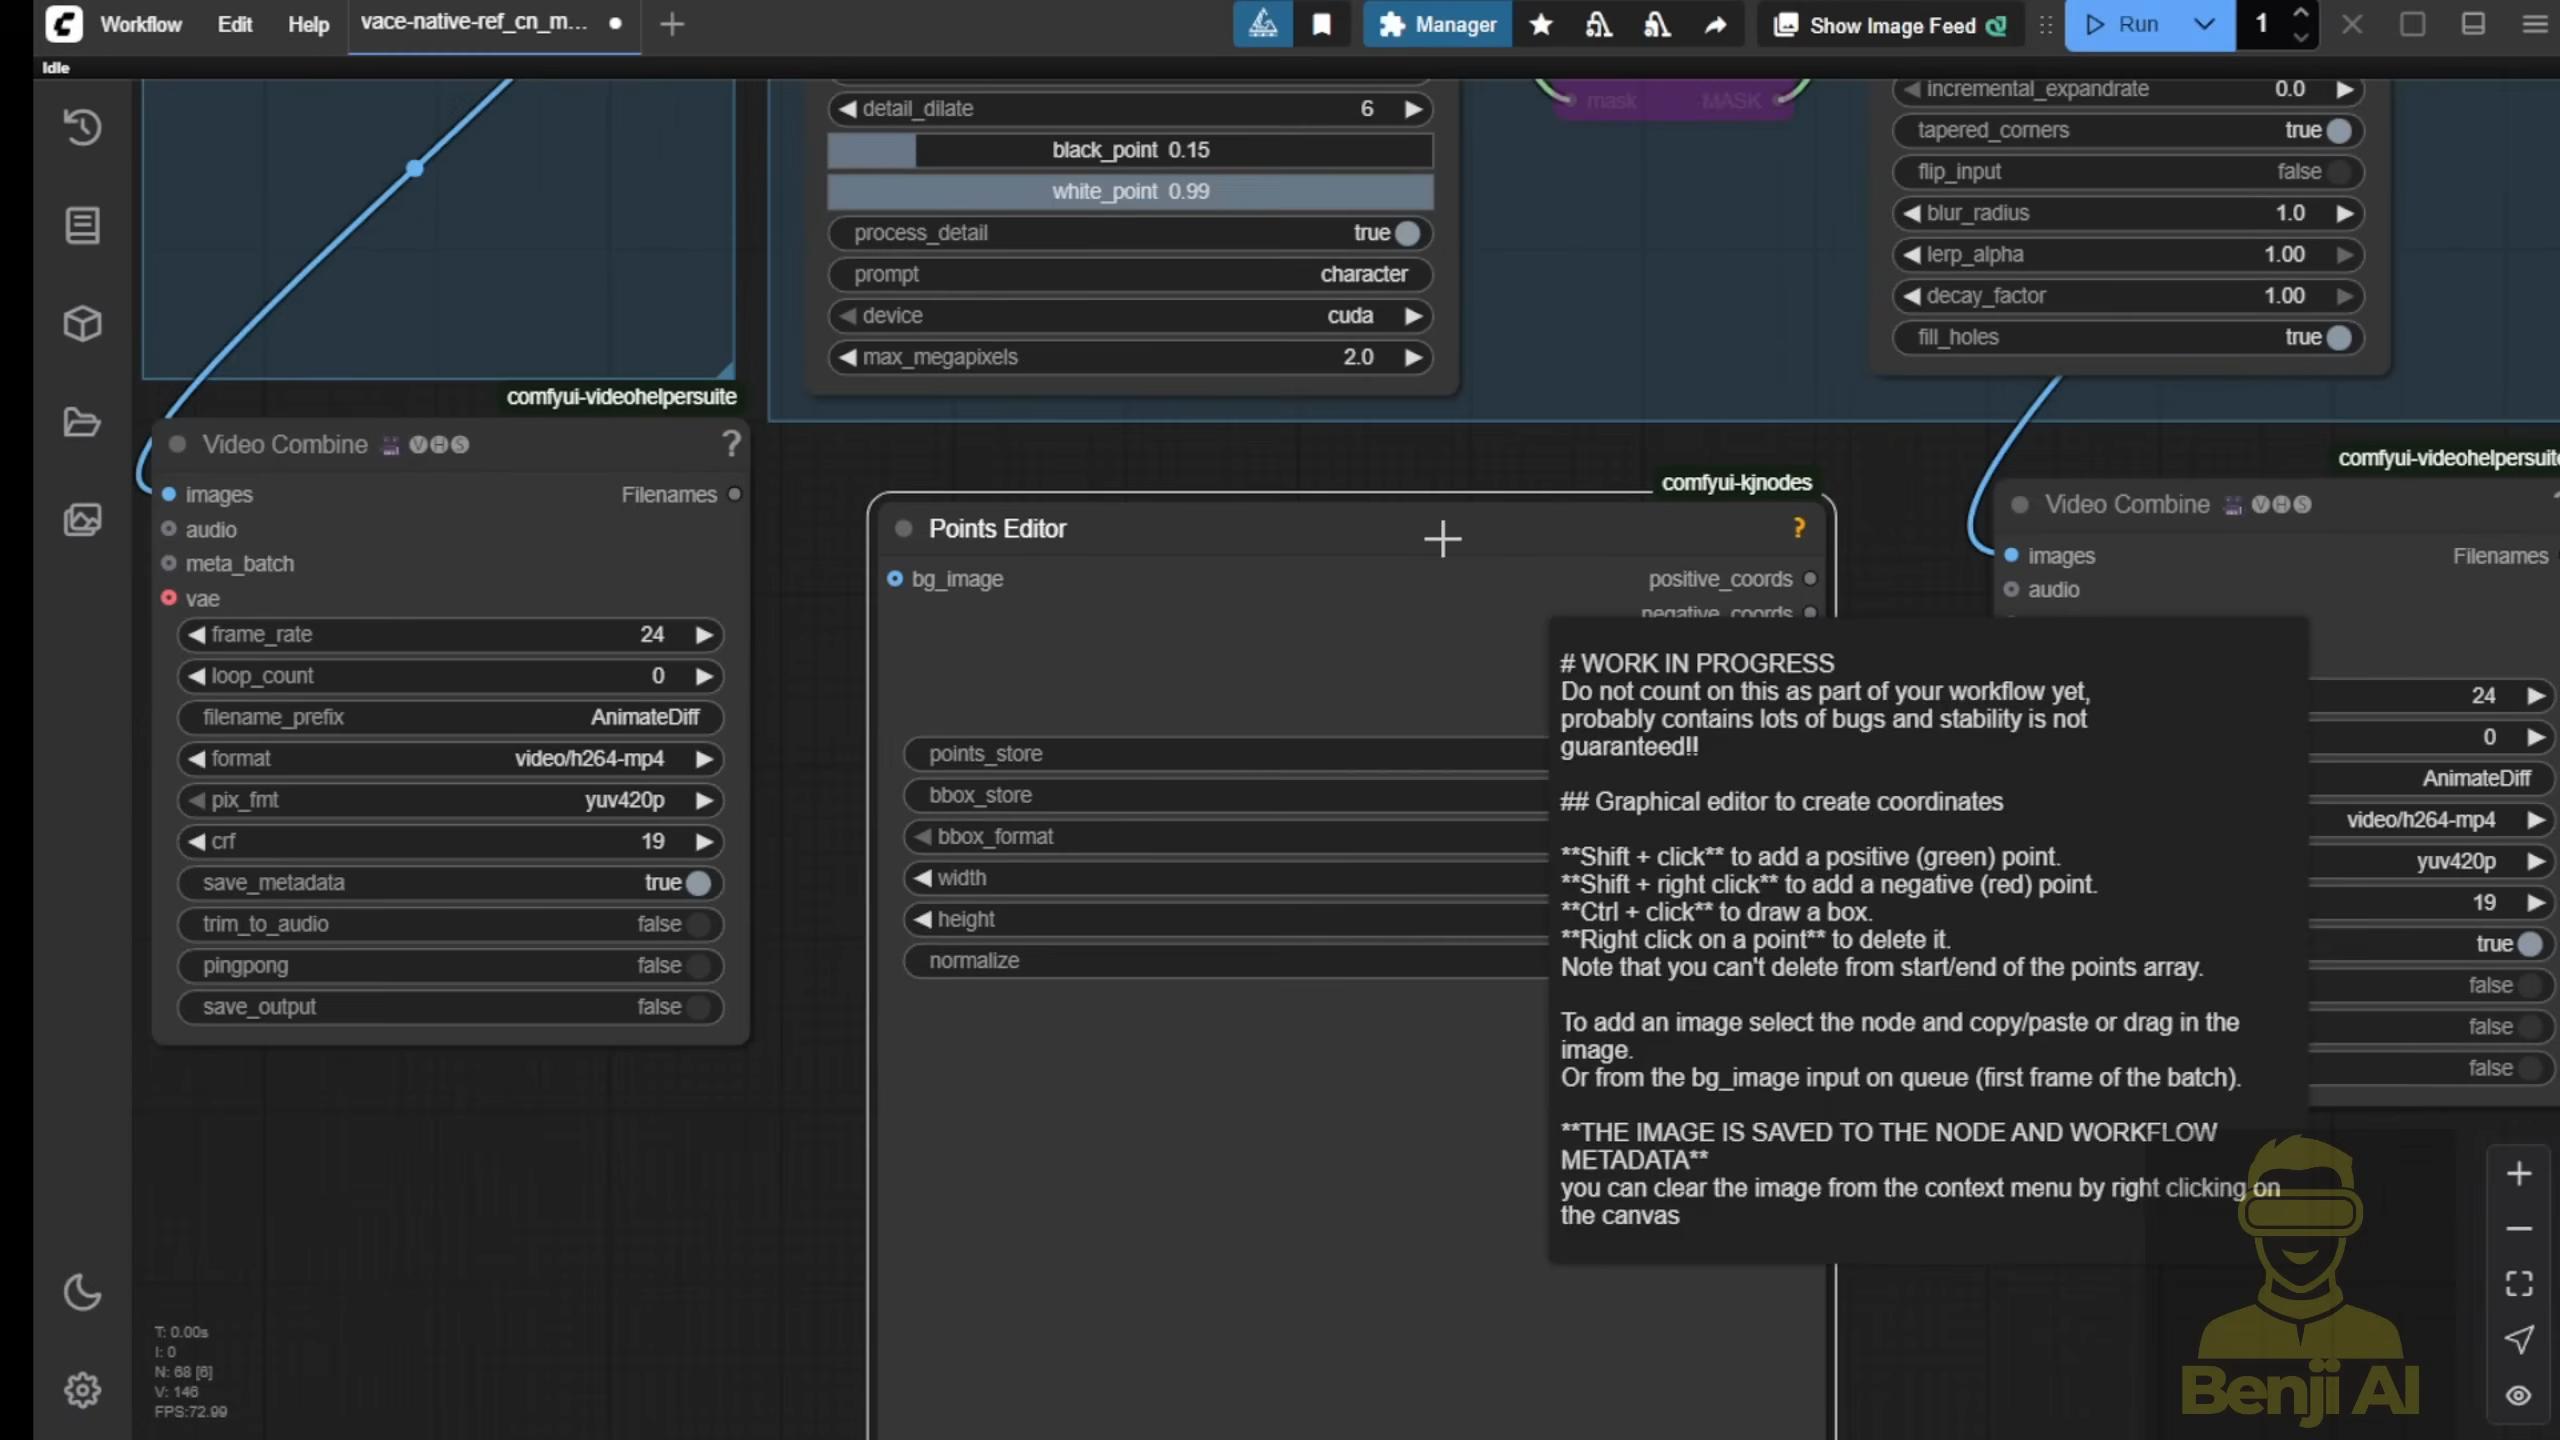 Workflow
Edit
Help
vace-native-ref_cn_m...
Manager
Show Image Feed
Run
1
Idle
detail_dilate 6
black_point 0.15
white_point 0.99
process_detail true
prompt character
device cuda
max_megapixels 2.0
mask MASK
incremental_expandrate 0.0
tapered_corners true
flip_input false
blur_radius 1.0
lerp_alpha 1.00
decay_factor 1.00
fill_holes true
comfyui-videohelpersuite
Video Combine VHS ?
images Filenames
audio
meta_batch
vae
frame_rate 24
loop_count 0
filename_prefix AnimateDiff
format video/h264-mp4
pix_fmt yuv420p
crf 19
save_metadata true
trim_to_audio false
pingpong false
save_output false
comfyui-kjnodes
Points Editor ?
bg_image positive_coords
negative_coords
points_store
bbox_store
bbox_format
width
height
normalize
# WORK IN PROGRESS
Do not count on this as part of your workflow yet,
probably contains lots of bugs and stability is not
guaranteed!!
## Graphical editor to create coordinates
**Shift + click** to add a positive (green) point.
**Shift + right click** to add a negative (red) point.
**Ctrl + click** to draw a box.
**Right click on a point** to delete it.
Note that you can't delete from start/end of the points array.
To add an image select the node and copy/paste or drag in the
image.
Or from the bg_image input on queue (first frame of the batch).
**THE IMAGE IS SAVED TO THE NODE AND WORKFLOW
METADATA**
you can clear the image from the context menu by right clicking on
the canvas
comfyui-videohelpersuite
Video Combine VHS
images Filenames
audio
24
0
AnimateDiff
video/h264-mp4
yuv420p
19
true
false
false
false
T: 0.00s
I: 0
N: 68 [6]
V: 146
FPS:72.99
Benji AI